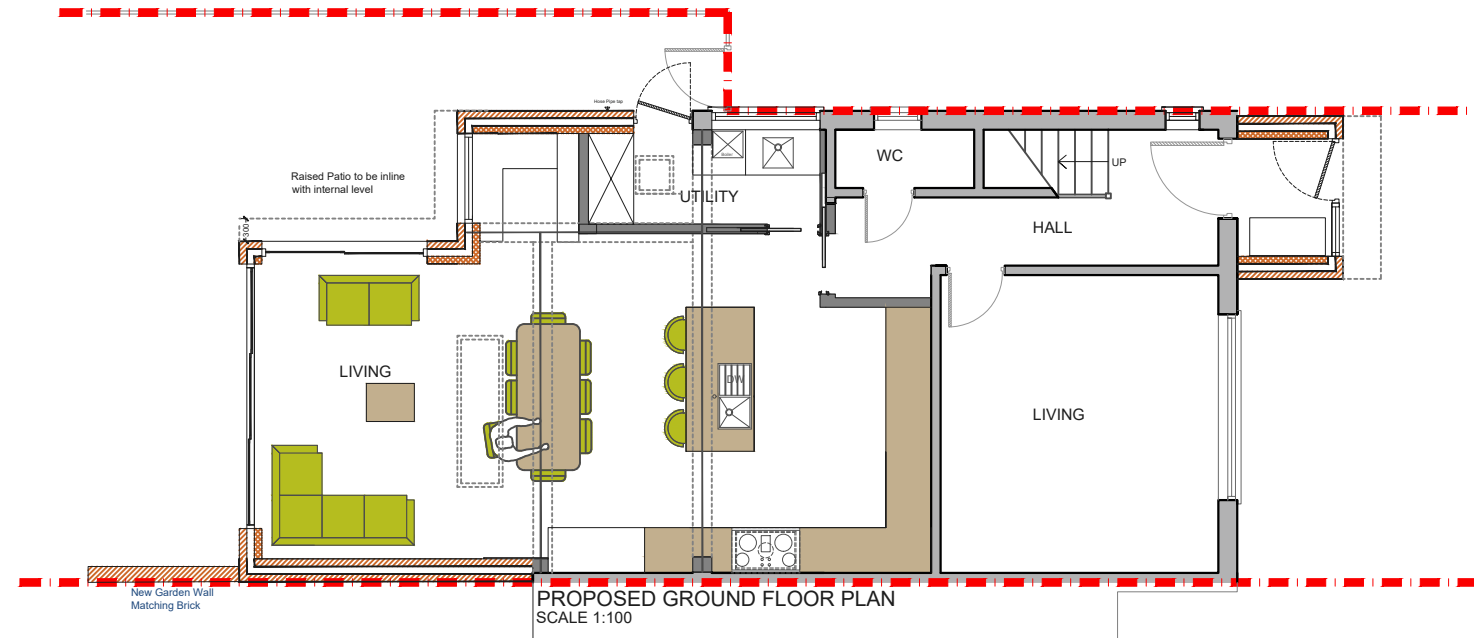 Hose Pipe tap
Raised Patio to be inline
with internal level
300
Boiler
WC
UP
UTILITY
HALL
LIVING
DW
LIVING
New Garden Wall
Matching Brick
PROPOSED GROUND FLOOR PLAN
SCALE 1:100